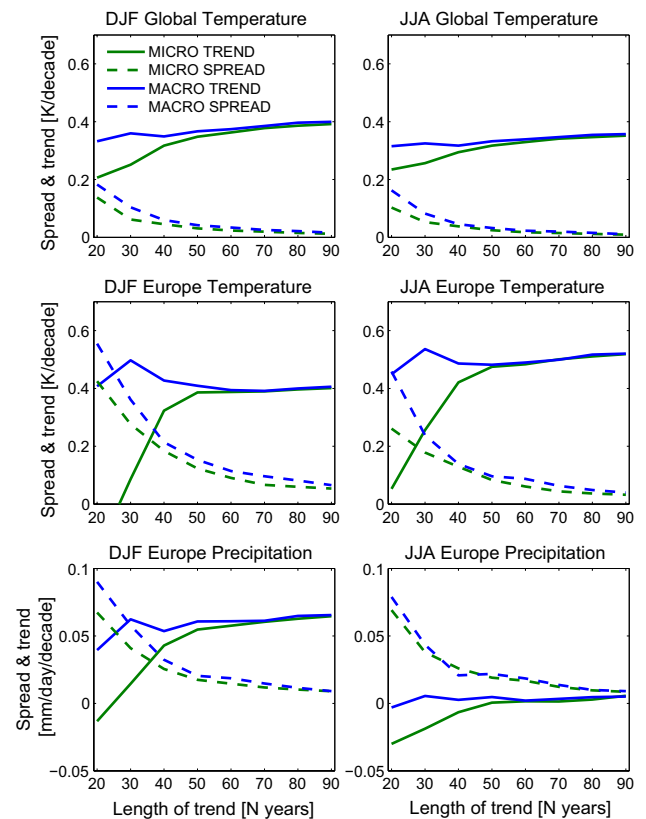 DJF Global Temperature
JJA Global Temperature
MICRO TREND
MICRO SPREAD
MACRO TREND
MACRO SPREAD
Spread & trend [K/decade]
0.6
0.4
0.2
0
20 30 40 50 60 70 80 90
0.6
0.4
0.2
0
20 30 40 50 60 70 80 90
DJF Europe Temperature
JJA Europe Temperature
Spread & trend [K/decade]
0.6
0.4
0.2
0
20 30 40 50 60 70 80 90
0.6
0.4
0.2
0
20 30 40 50 60 70 80 90
DJF Europe Precipitation
JJA Europe Precipitation
Spread & trend
[mm/day/decade]
0.1
0.05
0
−0.05
20 30 40 50 60 70 80 90
Length of trend [N years]
0.1
0.05
0
−0.05
20 30 40 50 60 70 80 90
Length of trend [N years]